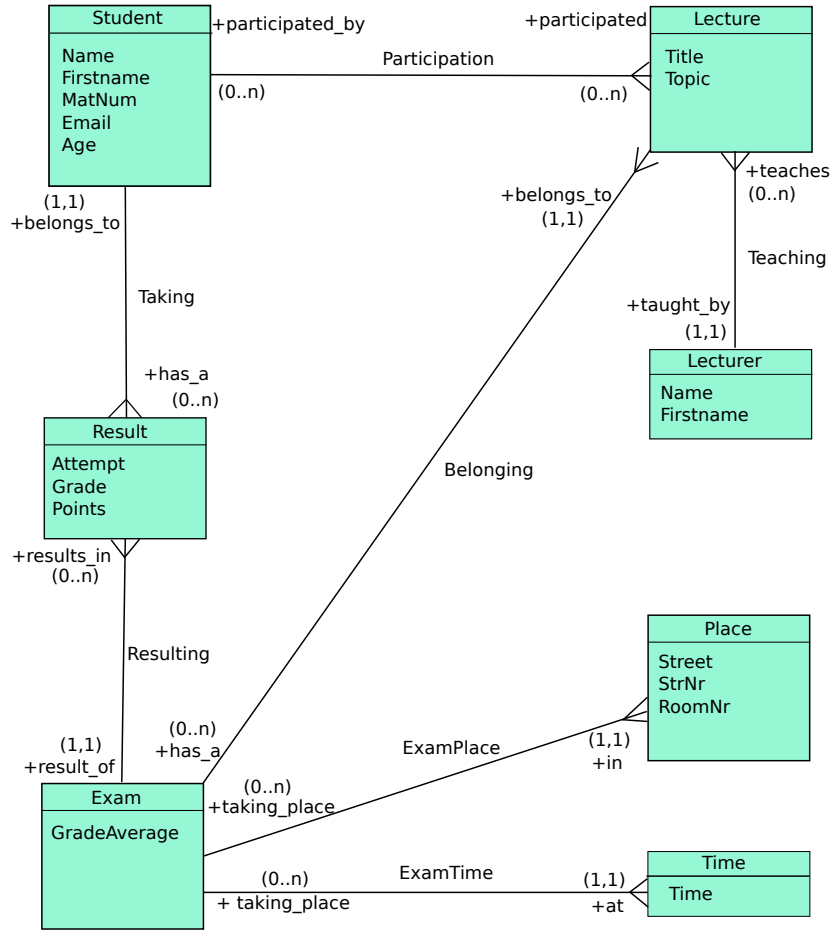 Student
Name
Firstname
MatNum
Email
Age
+participated_by
(0..n)
Participation
+participated
(0..n)
Lecture
Title
Topic
(1,1)
+belongs_to
Taking
+has_a
(0..n)
+belongs_to
(1,1)
+teaches
(0..n)
Teaching
+taught_by
(1,1)
Lecturer
Name
Firstname
Result
Attempt
Grade
Points
Belonging
+results_in
(0..n)
Resulting
(1,1)
+result_of
(0..n)
+has_a
Place
Street
StrNr
RoomNr
ExamPlace
(1,1)
+in
(0..n)
+taking_place
Exam
GradeAverage
(0..n)
+ taking_place
ExamTime
(1,1)
+at
Time
Time